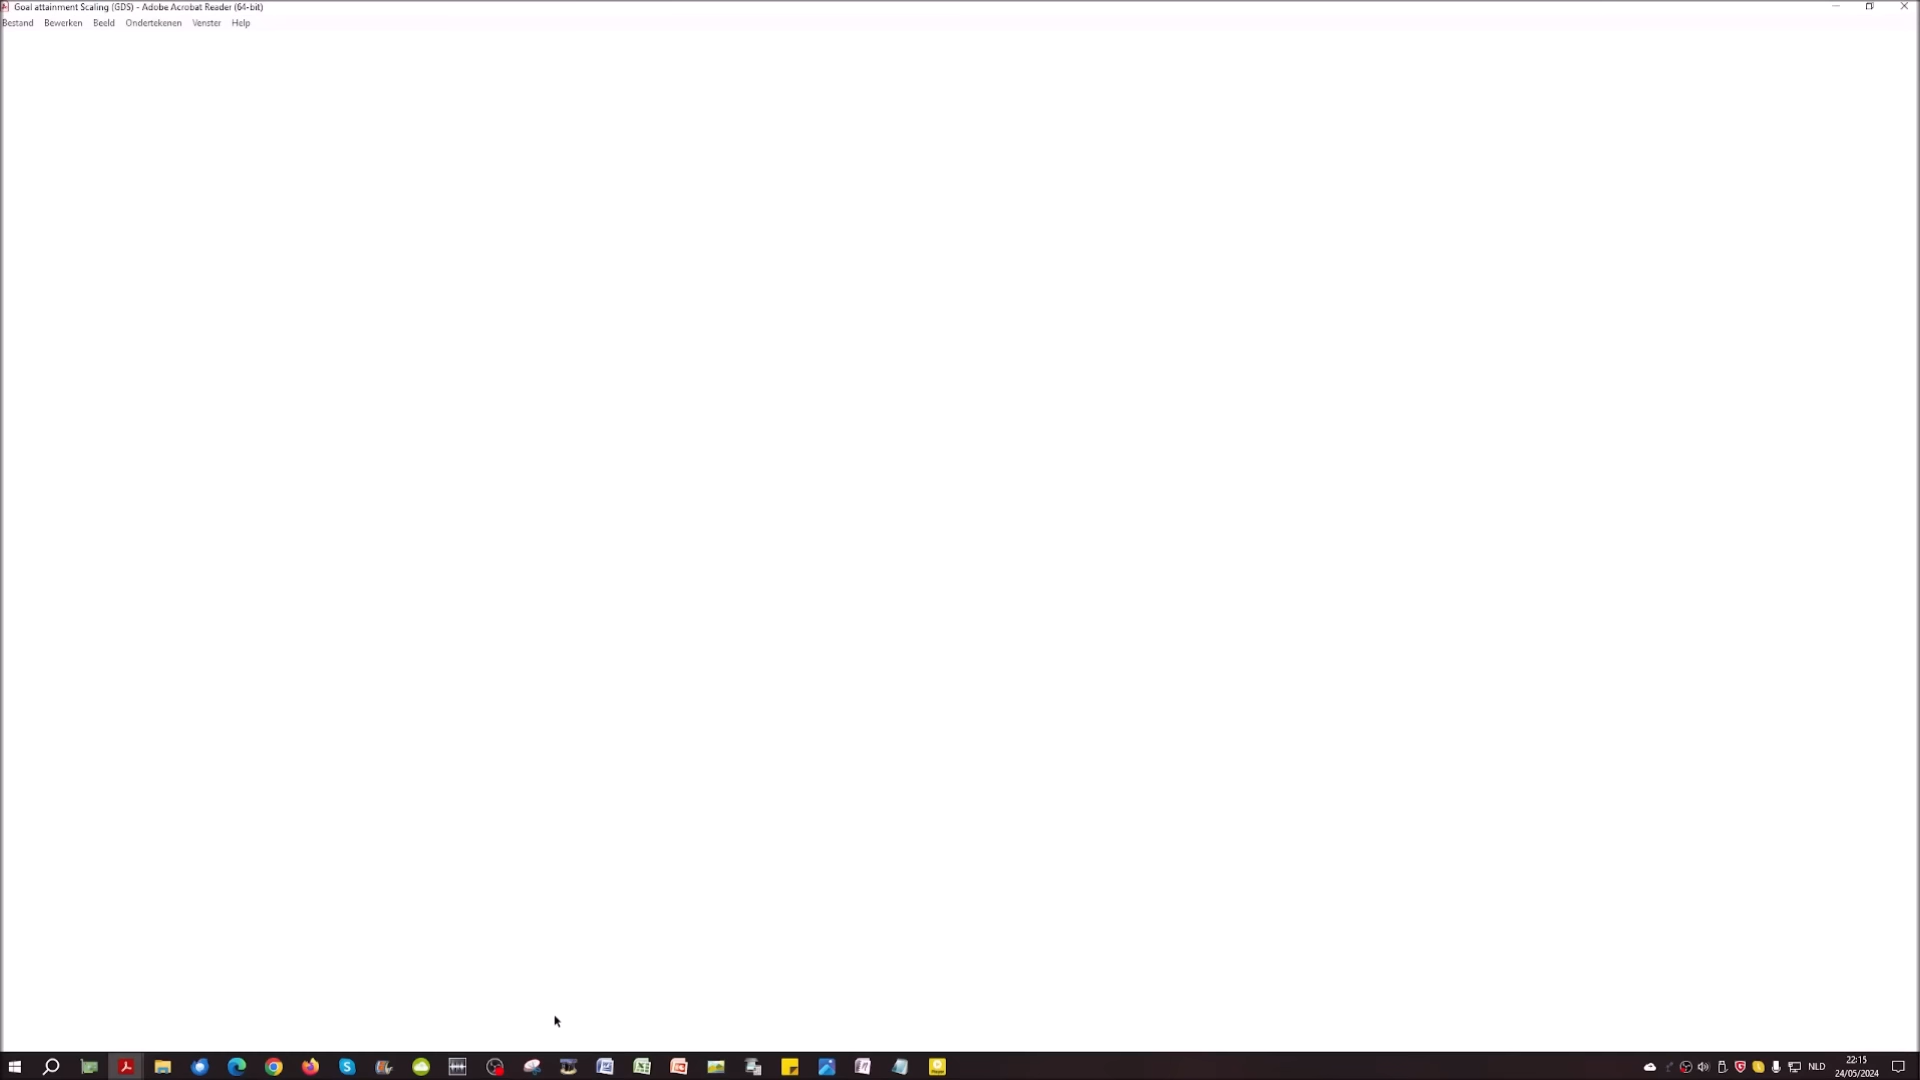 Goal attainment Scaling (GDS) - Adobe Acrobat Reader (64-bit)
Bestand Bewerken Beeld Ondertekenen Venster Help
NLD
22:15
24/05/2024